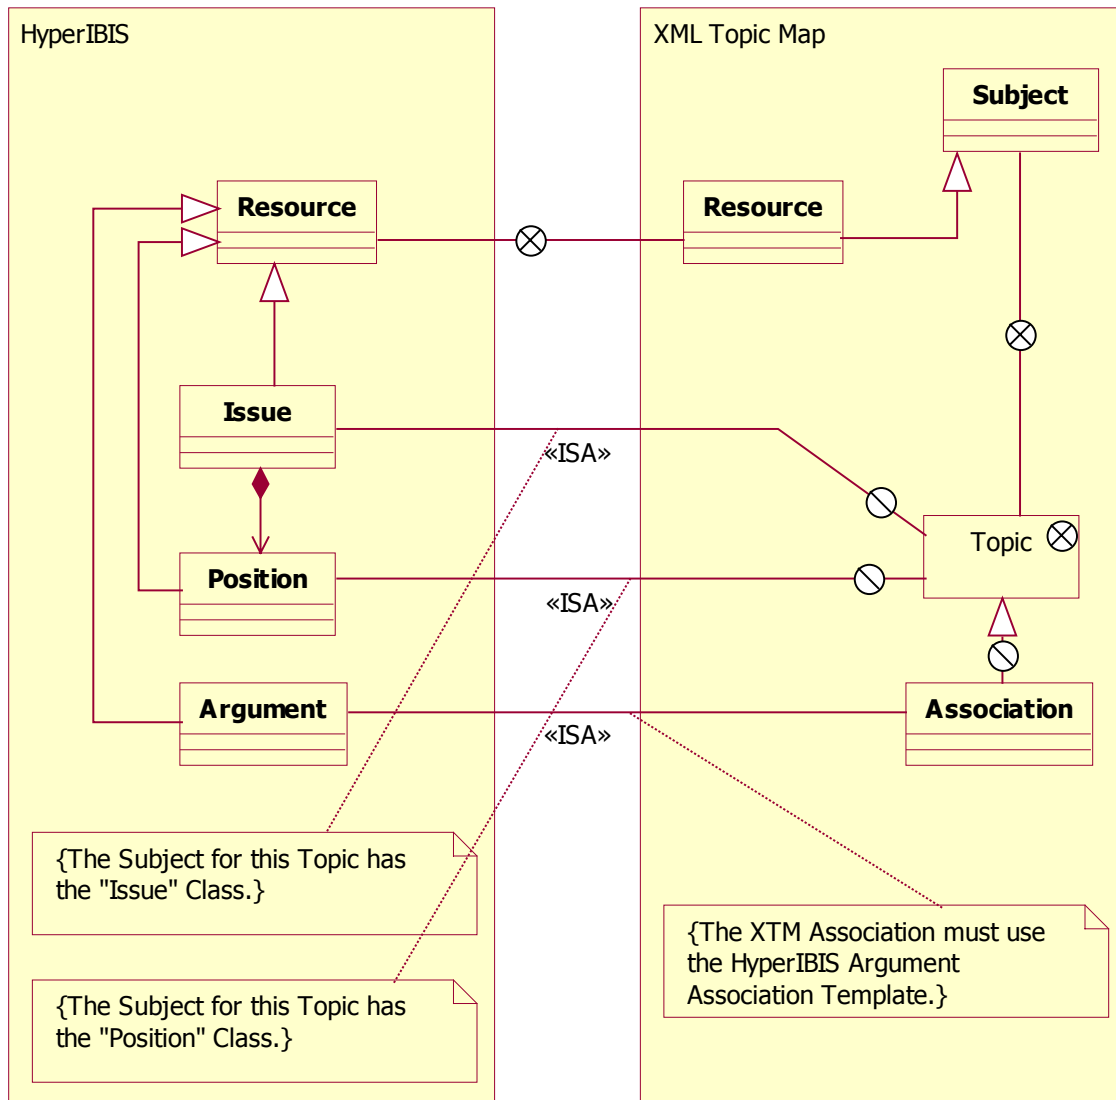 HyperIBIS
XML Topic Map
Subject
Resource
Resource
Issue
«ISA»
Topic
Position
«ISA»
Argument
Association
«ISA»
{The Subject for this Topic has
the "Issue" Class.}
{The XTM Association must use
the HyperIBIS Argument
Association Template.}
{The Subject for this Topic has
the "Position" Class.}